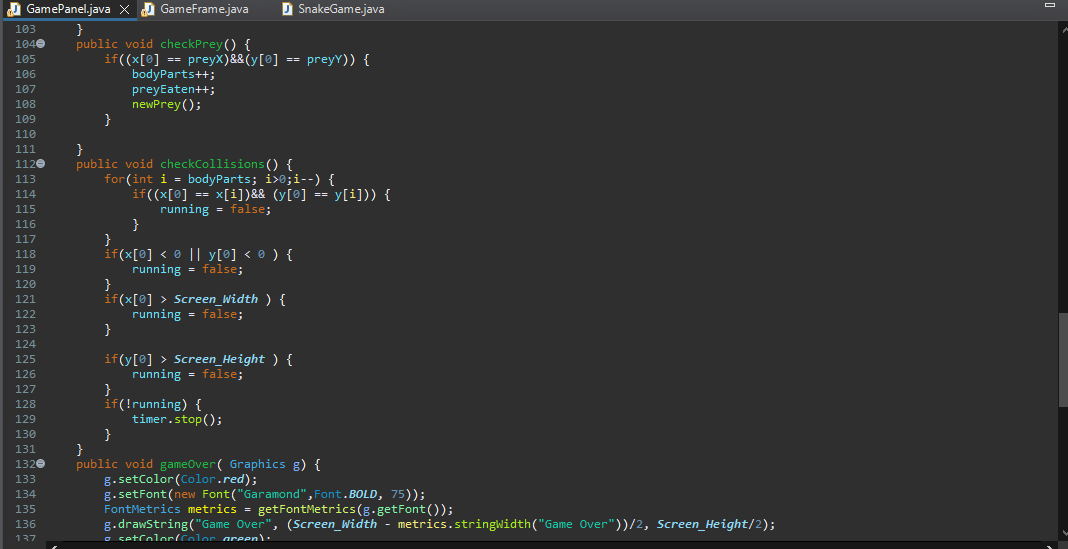 GamePanel.java GameFrame.java SnakeGame.java
103 }
104 public void checkPrey() {
105 if((x[0] == preyX)&&(y[0] == preyY)) {
106 bodyParts++;
107 preyEaten++;
108 newPrey();
109 }
110
111 }
112 public void checkCollisions() {
113 for(int i = bodyParts; i>0;i--) {
114 if((x[0] == x[i])&& (y[0] == y[i])) {
115 running = false;
116 }
117 }
118 if(x[0] < 0 || y[0] < 0 ) {
119 running = false;
120 }
121 if(x[0] > Screen_Width ) {
122 running = false;
123 }
124
125 if(y[0] > Screen_Height ) {
126 running = false;
127 }
128 if(!running) {
129 timer.stop();
130 }
131 }
132 public void gameOver( Graphics g) {
133 g.setColor(Color.red);
134 g.setFont(new Font("Garamond",Font.BOLD, 75));
135 FontMetrics metrics = getFontMetrics(g.getFont());
136 g.drawString("Game Over", (Screen_Width - metrics.stringWidth("Game Over"))/2, Screen_Height/2);
137 g.setColor(Color.green);